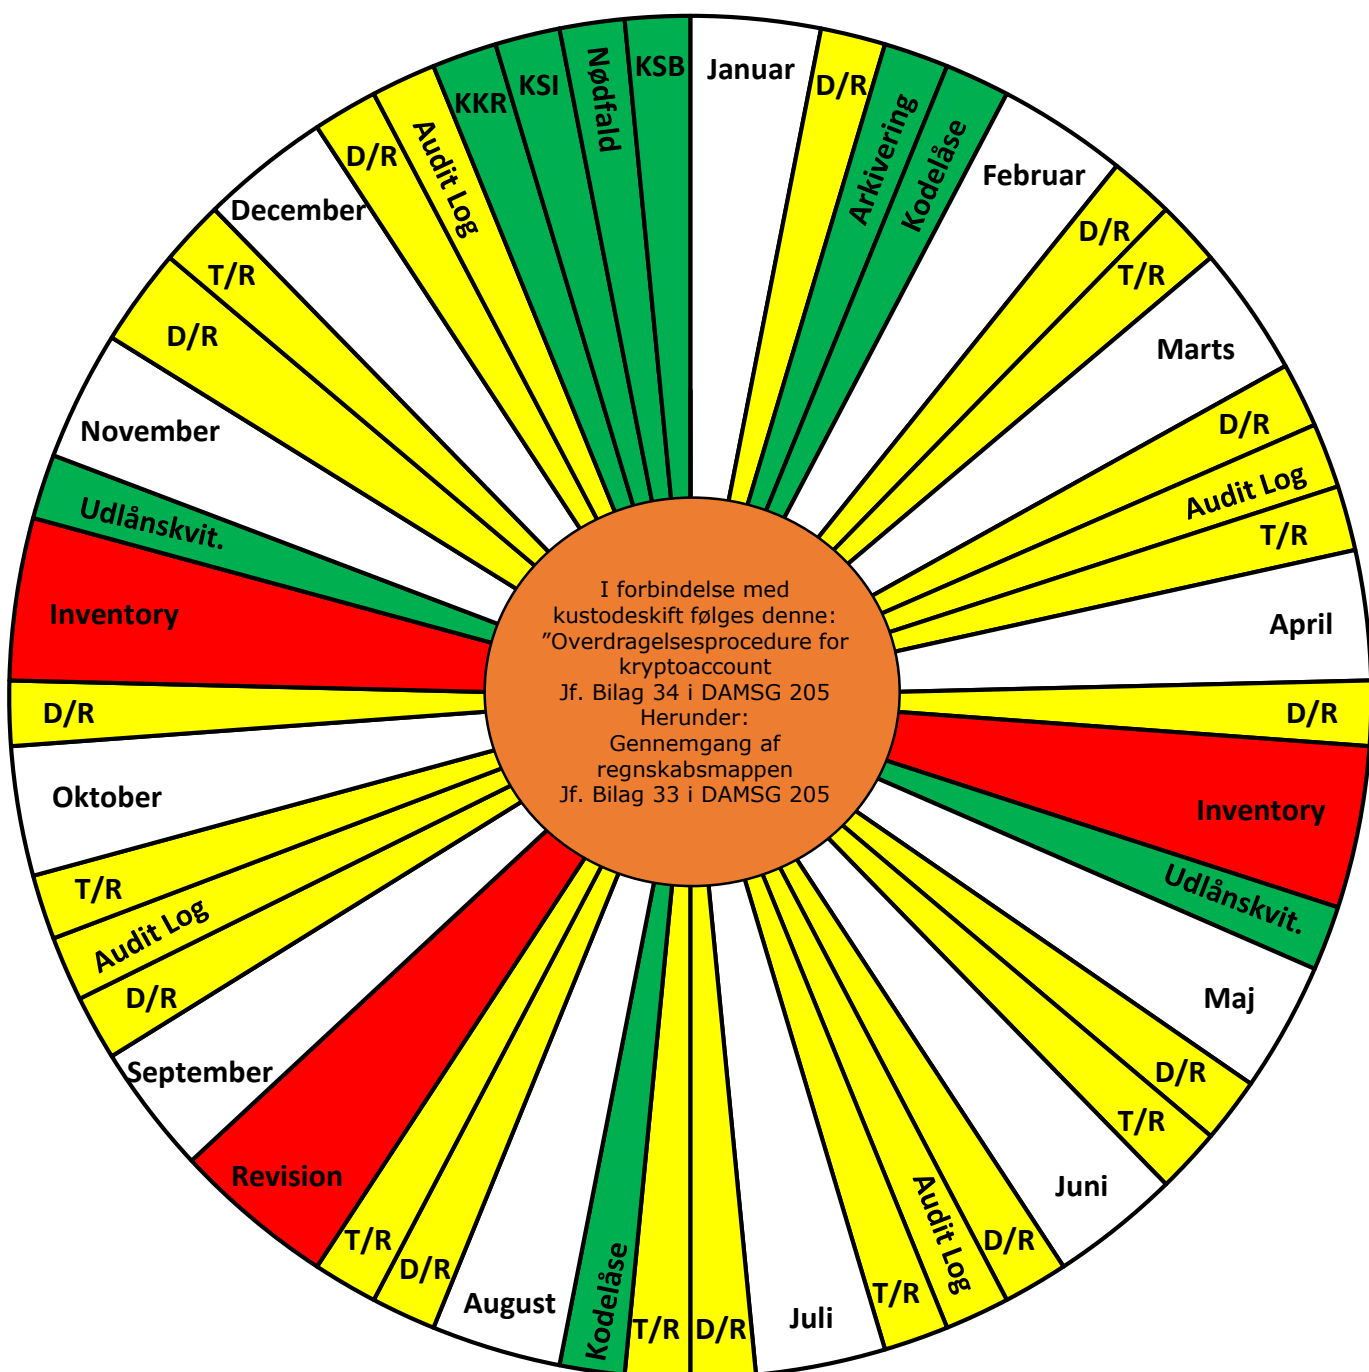 Januar
D/R
Arkivering
Kodelåse
Februar
D/R
T/R
Marts
D/R
Audit Log
T/R
April
D/R
Inventory
Udlånskvit.
Maj
D/R
T/R
Juni
D/R
Audit Log
T/R
Juli
D/R
T/R
Kodelåse
August
D/R
T/R
Revision
September
D/R
Audit Log
T/R
Oktober
D/R
Inventory
Udlånskvit.
November
D/R
T/R
December
D/R
Audit Log
KKR
KSI
Nødfald
KSB
I forbindelse med
kustodeskift følges denne:
”Overdragelsesprocedure for
kryptoaccount
Jf. Bilag 34 i DAMSG 205
Herunder:
Gennemgang af
regnskabsmappen
Jf. Bilag 33 i DAMSG 205